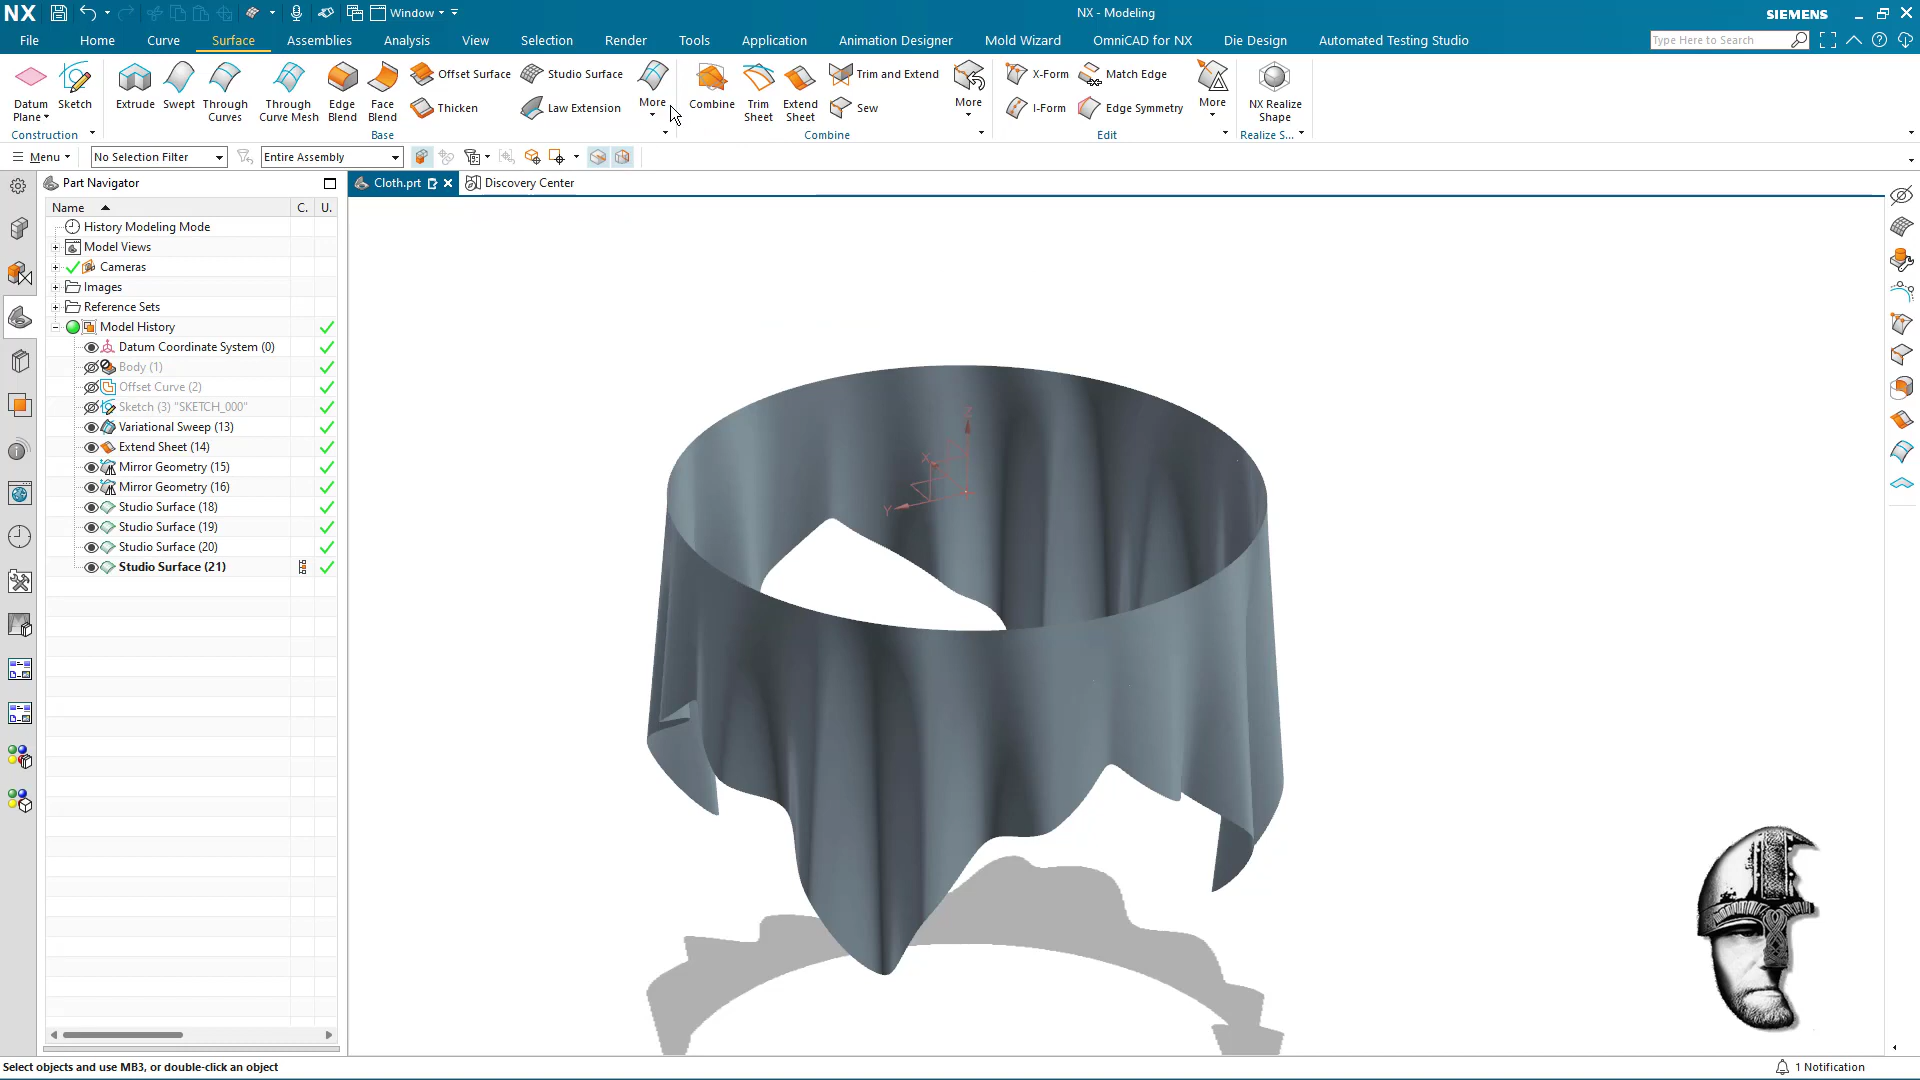 NX
Window
NX - Modeling
SIEMENS
File
Home
Curve
Surface
Assemblies
Analysis
View
Selection
Render
Tools
Application
Animation Designer
Mold Wizard
OmniCAD for NX
Die Design
Automated Testing Studio
Type Here to Search
Datum Plane
Sketch
Construction
Extrude
Swept
Through Curves
Through Curve Mesh
Edge Blend
Face Blend
Offset Surface
Thicken
Studio Surface
Law Extension
More
Base
Combine
Trim Sheet
Extend Sheet
Trim and Extend
Sew
More
Combine
X-Form
I-Form
Match Edge
Edge Symmetry
More
Edit
NX Realize Shape
Realize S...
Menu
No Selection Filter
Entire Assembly
Part Navigator
Cloth.prt
Discovery Center
Name
C.
U.
History Modeling Mode
Model Views
Cameras
Images
Reference Sets
Model History
Datum Coordinate System (0)
Body (1)
Offset Curve (2)
Sketch (3) "SKETCH_000"
Variational Sweep (13)
Extend Sheet (14)
Mirror Geometry (15)
Mirror Geometry (16)
Studio Surface (18)
Studio Surface (19)
Studio Surface (20)
Studio Surface (21)
Z
X
Y
Select objects and use MB3, or double-click an object
1 Notification